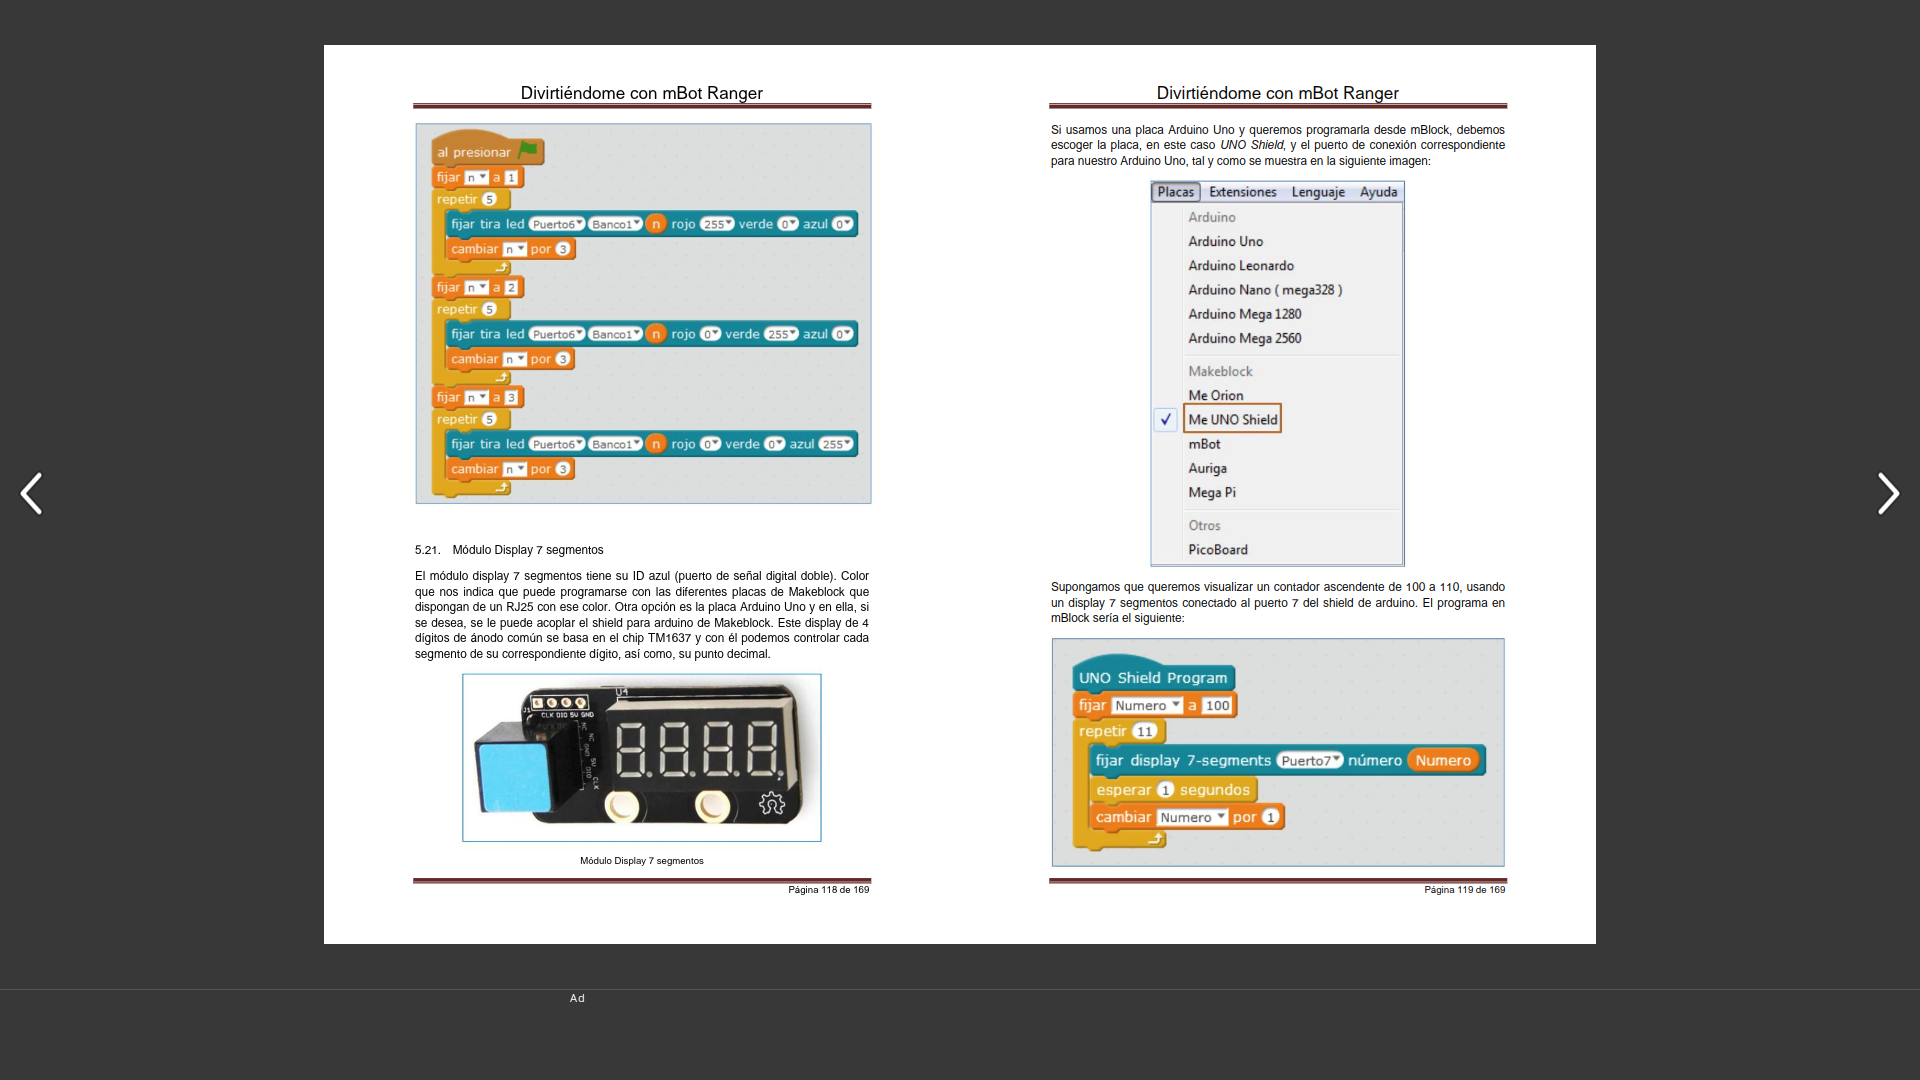 Divirtiéndome con mBot Ranger
al presionar
fijar n a 1
repetir 5
fijar tira led Puerto6 Banco1 n rojo 255 verde 0 azul 0
cambiar n por 3
fijar n a 2
repetir 5
fijar tira led Puerto6 Banco1 n rojo 0 verde 255 azul 0
cambiar n por 3
fijar n a 3
repetir 5
fijar tira led Puerto6 Banco1 n rojo 0 verde 0 azul 255
cambiar n por 3
5.21. Módulo Display 7 segmentos
El módulo display 7 segmentos tiene su ID azul (puerto de señal digital doble). Color
que nos indica que puede programarse con las diferentes placas de Makeblock que
dispongan de un RJ25 con ese color. Otra opción es la placa Arduino Uno y en ella, si
se desea, se le puede acoplar el shield para arduino de Makeblock. Este display de 4
dígitos de ánodo común se basa en el chip TM1637 y con él podemos controlar cada
segmento de su correspondiente dígito, así como, su punto decimal.
U4
J1
CLK DIO 5V GND
NC
NC
GND
5V
DIO
CLK
Módulo Display 7 segmentos
Página 118 de 169
Divirtiéndome con mBot Ranger
Si usamos una placa Arduino Uno y queremos programarla desde mBlock, debemos
escoger la placa, en este caso UNO Shield, y el puerto de conexión correspondiente
para nuestro Arduino Uno, tal y como se muestra en la siguiente imagen:
Placas Extensiones Lenguaje Ayuda
Arduino
Arduino Uno
Arduino Leonardo
Arduino Nano ( mega328 )
Arduino Mega 1280
Arduino Mega 2560
Makeblock
Me Orion
Me UNO Shield
mBot
Auriga
Mega Pi
Otros
PicoBoard
Supongamos que queremos visualizar un contador ascendente de 100 a 110, usando
un display 7 segmentos conectado al puerto 7 del shield de arduino. El programa en
mBlock sería el siguiente:
UNO Shield Program
fijar Numero a 100
repetir 11
fijar display 7-segments Puerto7 número Numero
esperar 1 segundos
cambiar Numero por 1
Página 119 de 169
Ad